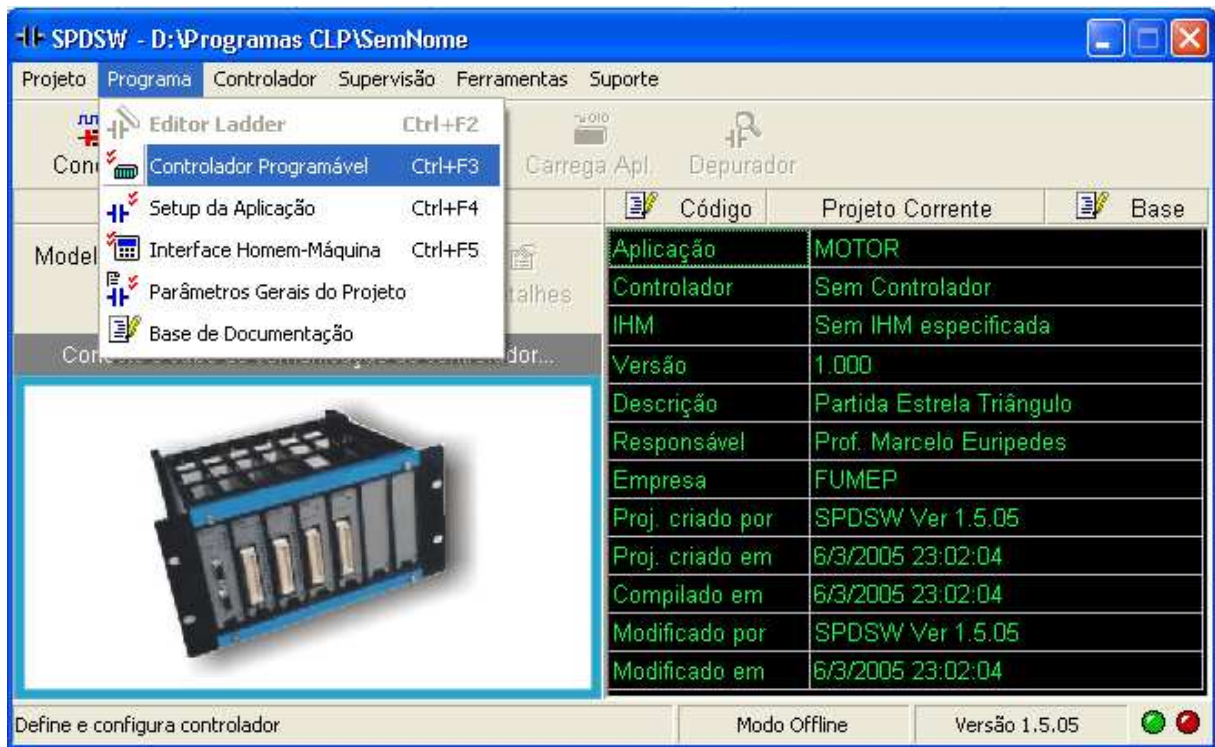 SPDSW - D:\Programas CLP\SemNome
Projeto Programa Controlador Supervisão Ferramentas Suporte
Editor Ladder Ctrl+F2
Controlador Programável Ctrl+F3
Setup da Aplicação Ctrl+F4
Interface Homem-Máquina Ctrl+F5
Parâmetros Gerais do Projeto
Base de Documentação
Carrega Apl. Depurador
Código Projeto Corrente Base
Aplicação MOTOR
Controlador Sem Controlador
IHM Sem IHM especificada
Versão 1.000
Descrição Partida Estrela Triângulo
Responsável Prof. Marcelo Euripedes
Empresa FUMEP
Proj. criado por SPDSW Ver 1.5.05
Proj. criado em 6/3/2005 23:02:04
Compilado em 6/3/2005 23:02:04
Modificado por SPDSW Ver 1.5.05
Modificado em 6/3/2005 23:02:04
Define e configura controlador Modo Offline Versão 1.5.05